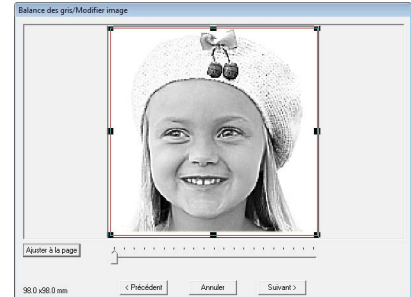 Balance des gris/Modifier image
Ajuster à la page
98.0 x98.0 mm
< Précédent
Annuler
Suivant >